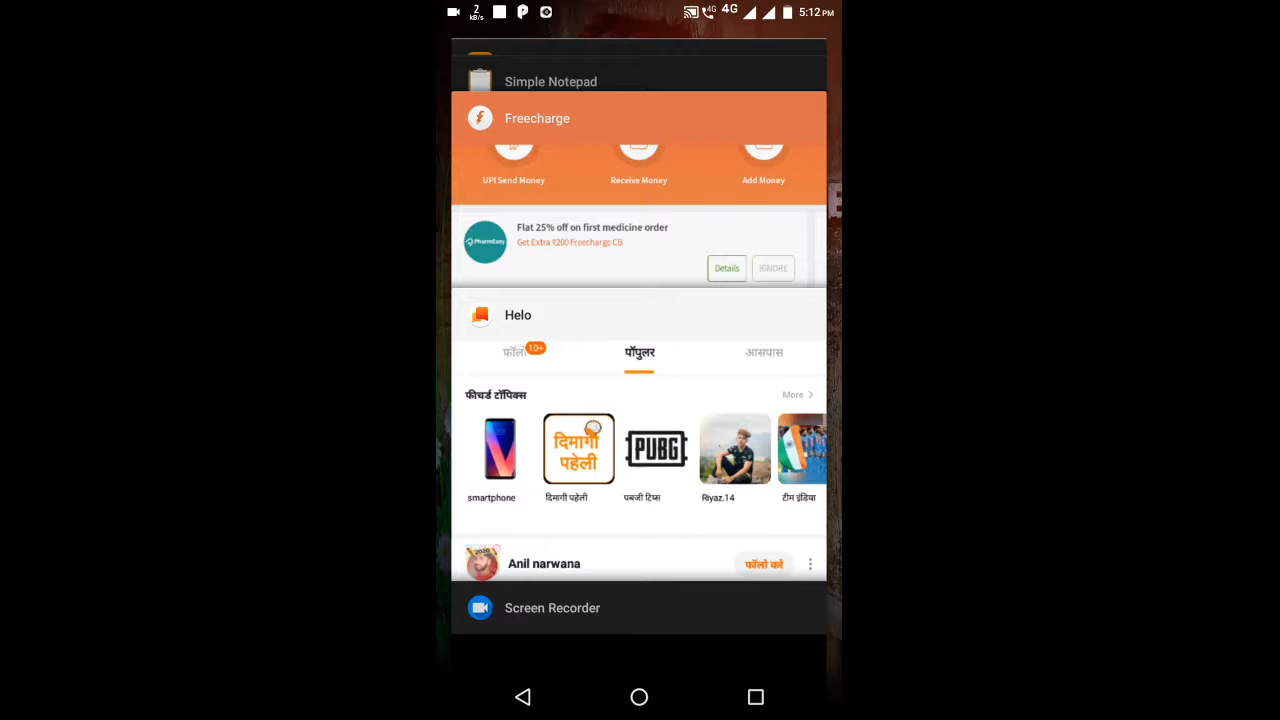 2
KB/s
4G
4G
5:12 PM
Simple Notepad
Freecharge
UPI Send Money
Receive Money
Add Money
PharmEasy
Flat 25% off on first medicine order
Get Extra ₹200 Freecharge CB
Details
IGNORE
Helo
फॉलो
10+
पॉपुलर
आसपास
फीचर्ड टॉपिक्स
More
दिमागी
पहेली
PUBG
smartphone
दिमागी पहेली
पबजी टिप्स
Riyaz.14
टीम इंडिया
2020
Anil narwana
फॉलो करें
Screen Recorder